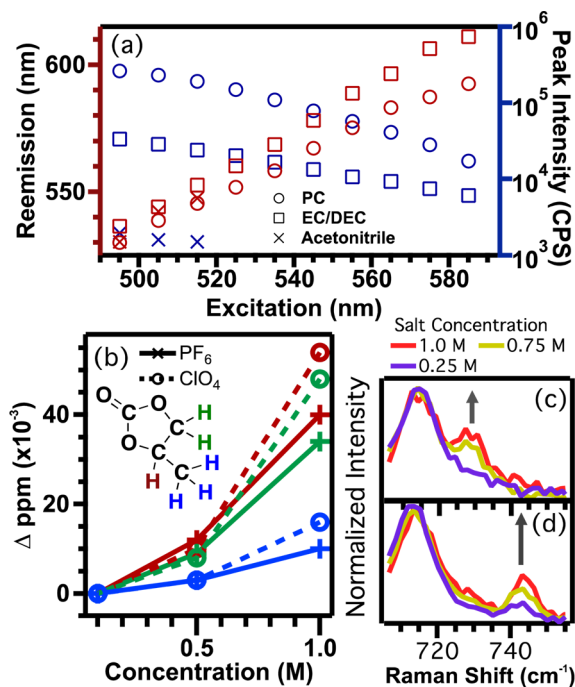 (a)
600
550
Reemission (nm)
10^6
10^5
10^4
10^3
Peak Intensity (CPS)
PC
EC/DEC
Acetonitrile
500 520 540 560 580
Excitation (nm)
(b)
PF6
ClO4
O O H
O C C H
C H
H H H
40
20
0
Δ ppm (x10^-3)
0.5 1.0
Concentration (M)
Salt Concentration
1.0 M 0.75 M
0.25 M
(c)
(d)
Normalized Intensity
720 740
Raman Shift (cm^-1)